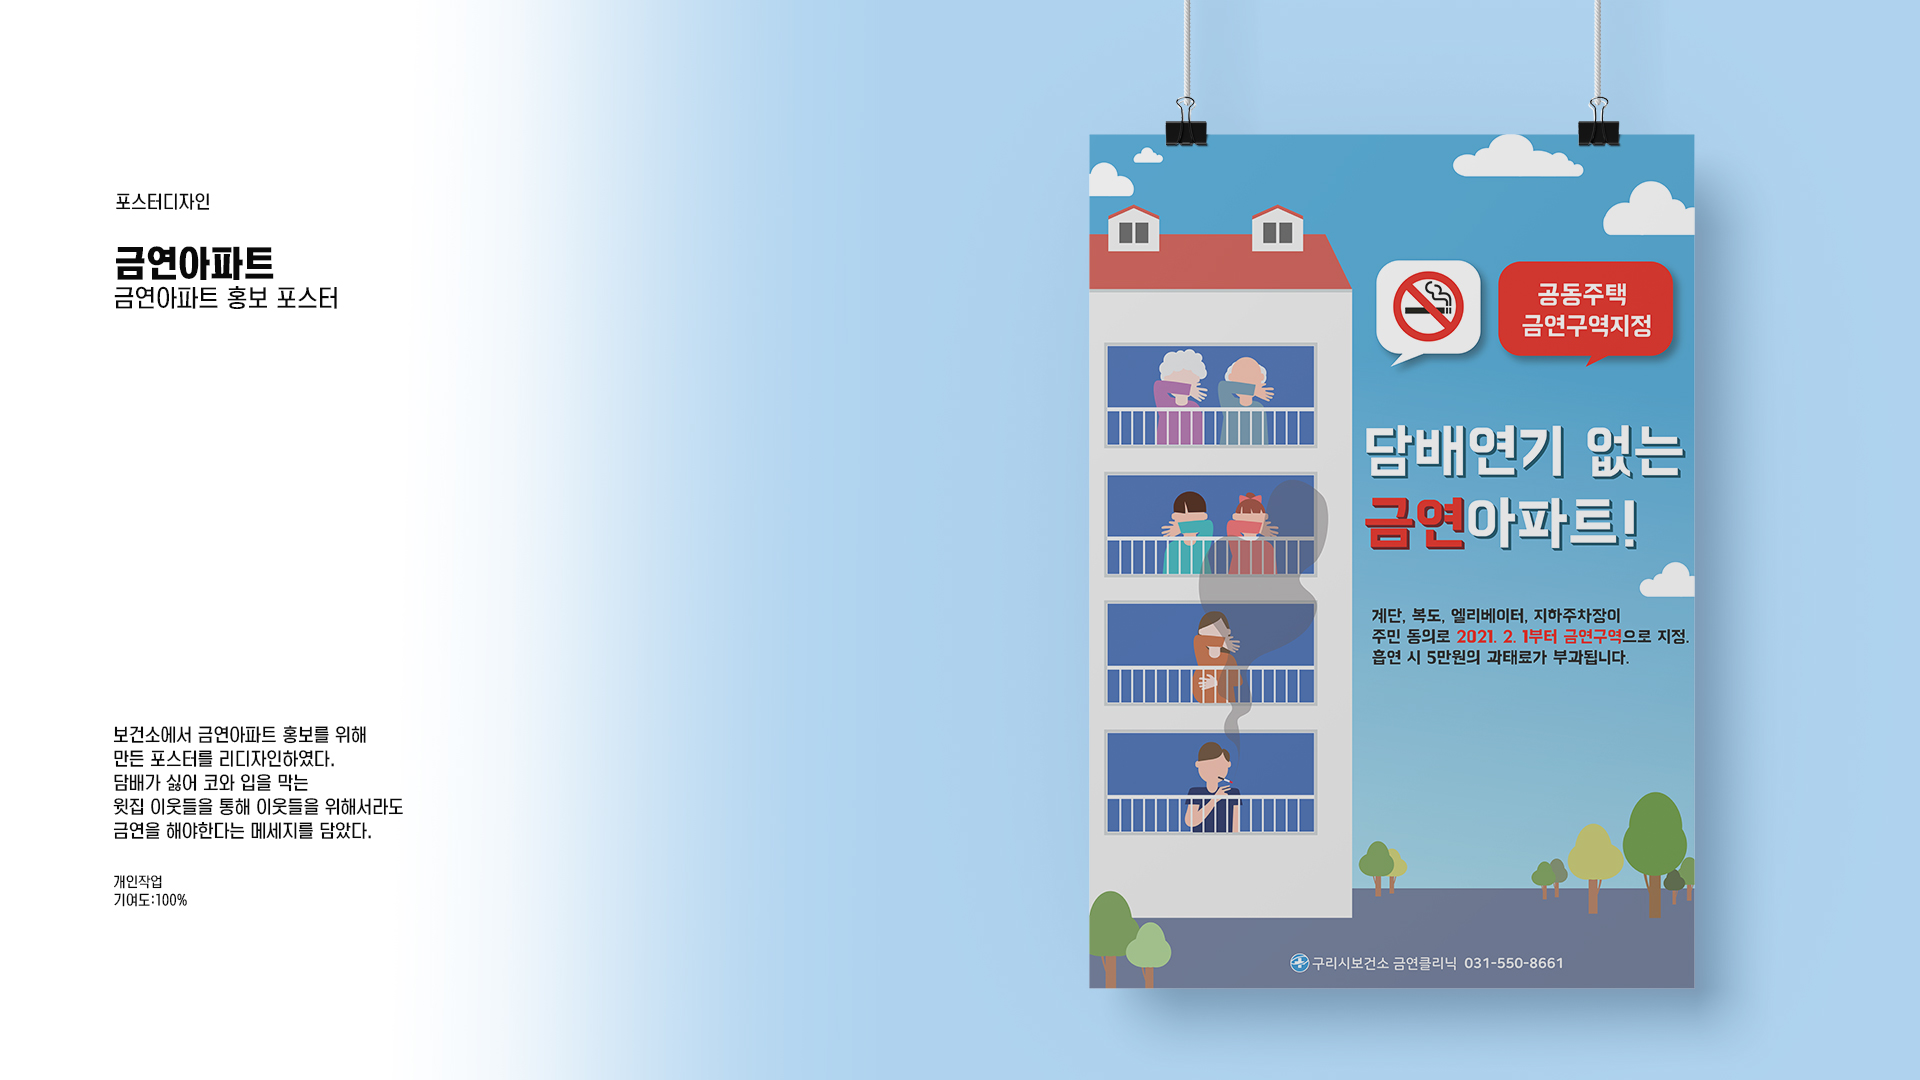 포스터디자인
금연아파트
금연아파트 홍보 포스터
보건소에서 금연아파트 홍보를 위해
만든 포스터를 리디자인하였다.
담배가 싫어 코와 입을 막는
윗집 이웃들을 통해 이웃들을 위해서라도
금연을 해야한다는 메세지를 담았다.
개인작업
기여도:100%
공동주택
금연구역지정
담배연기 없는
금연아파트!
계단, 복도, 엘리베이터, 지하주차장이
주민 동의로 2021. 2. 1부터 금연구역으로 지정.
흡연 시 5만원의 과태료가 부과됩니다.
구리시보건소 금연클리닉 031-550-8661